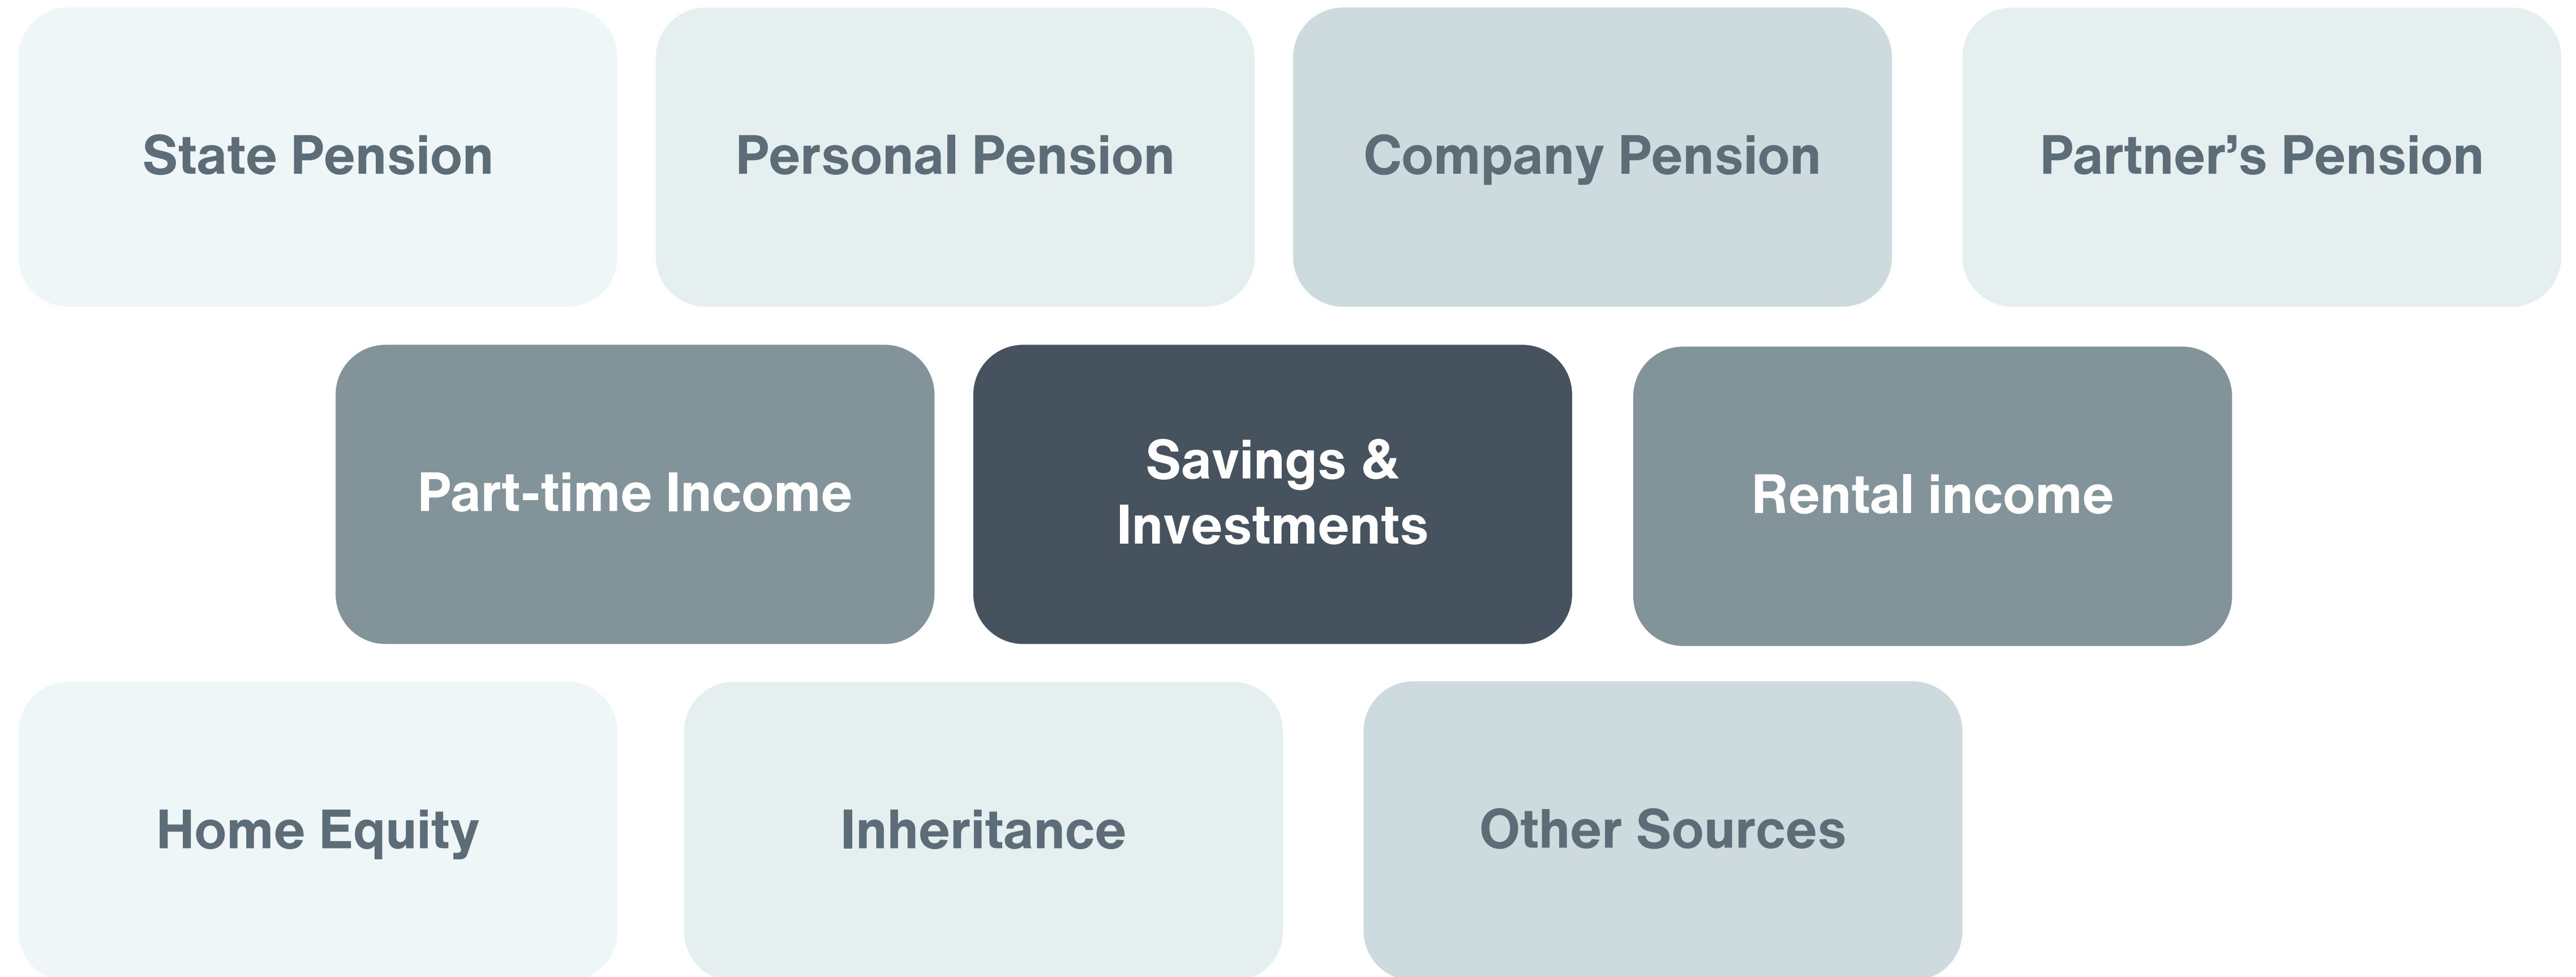 State Pension
Personal Pension
Company Pension
Partner’s Pension
Part-time Income
Savings &
Investments
Rental income
Home Equity
Inheritance
Other Sources